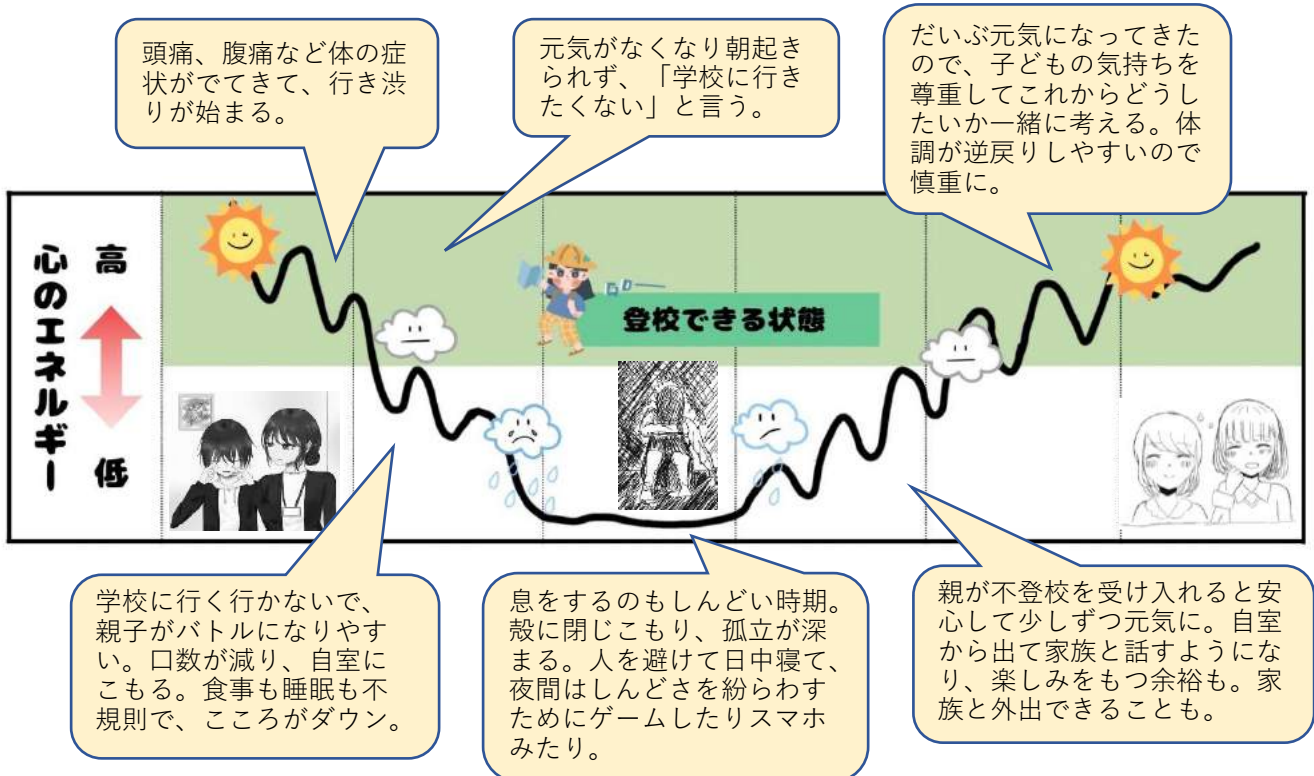 頭痛、腹痛など体の症
状がでてきて、行き渋
りが始まる。
元気がなくなり朝起き
られず、「学校に行き
たくない」と言う。
だいぶ元気になってきた
ので、子どもの気持ちを
尊重してこれからどうし
たいか一緒に考える。体
調が逆戻りしやすいので
慎重に。
心のエネルギー
高
低
GO
登校できる状態
学校に行く行かないで、
親子がバトルになりやす
い。口数が減り、自室に
こもる。食事も睡眠も不
規則で、こころがダウン。
息をするのもしんどい時期。
殻に閉じこもり、孤立が深
まる。人を避けて日中寝て、
夜間はしんどさを紛らわす
ためにゲームしたりスマホ
みたり。
親が不登校を受け入れると安
心して少しずつ元気に。自室
から出て家族と話すようにな
り、楽しみをもつ余裕も。家
族と外出できることも。